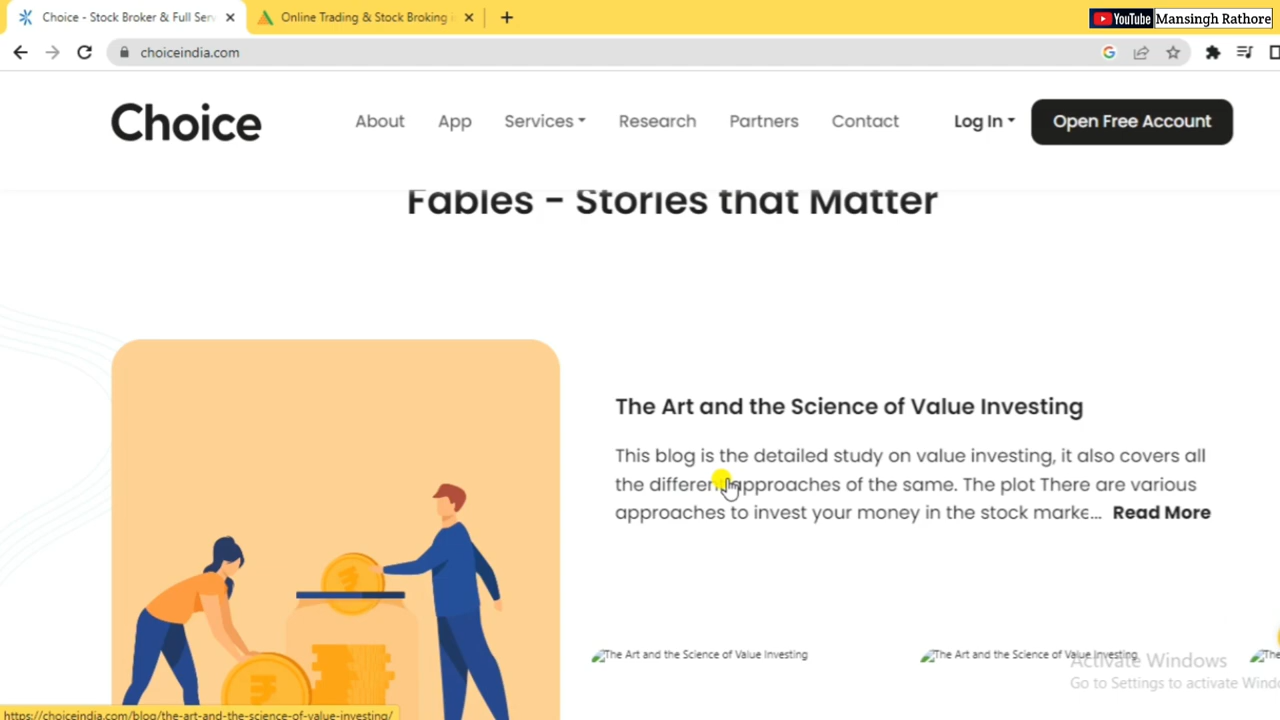 Choice - Stock Broker & Full Serv
Online Trading & Stock Broking i
YouTube Mansingh Rathore
choiceindia.com
Choice
About App Services Research Partners Contact Log In Open Free Account
Fables - Stories that Matter
The Art and the Science of Value Investing
This blog is the detailed study on value investing, it also covers all
the different approaches of the same. The plot There are various
approaches to invest your money in the stock marke... Read More
The Art and the Science of Value Investing
The Art and the Science of Value Investing
The
Activate Windows
Go to Settings to activate Windo
https://choiceindia.com/blog/the-art-and-the-science-of-value-investing/